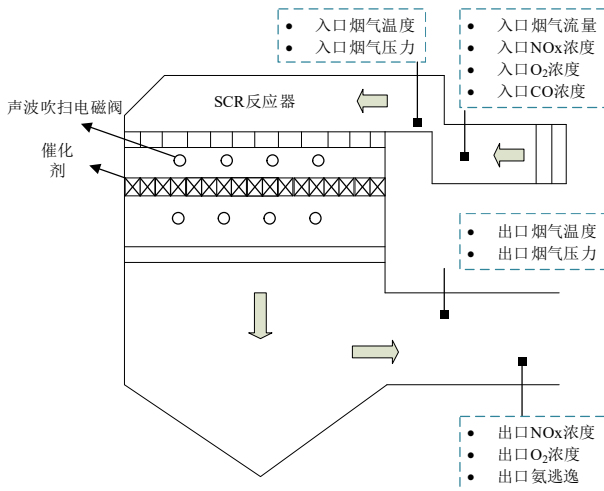 ● 入口烟气温度
● 入口烟气压力
● 入口烟气流量
● 入口NOx浓度
● 入口O₂浓度
● 入口CO浓度
声波吹扫电磁阀
SCR反应器
催化
剂
● 出口烟气温度
● 出口烟气压力
● 出口NOx浓度
● 出口O₂浓度
● 出口氨逃逸